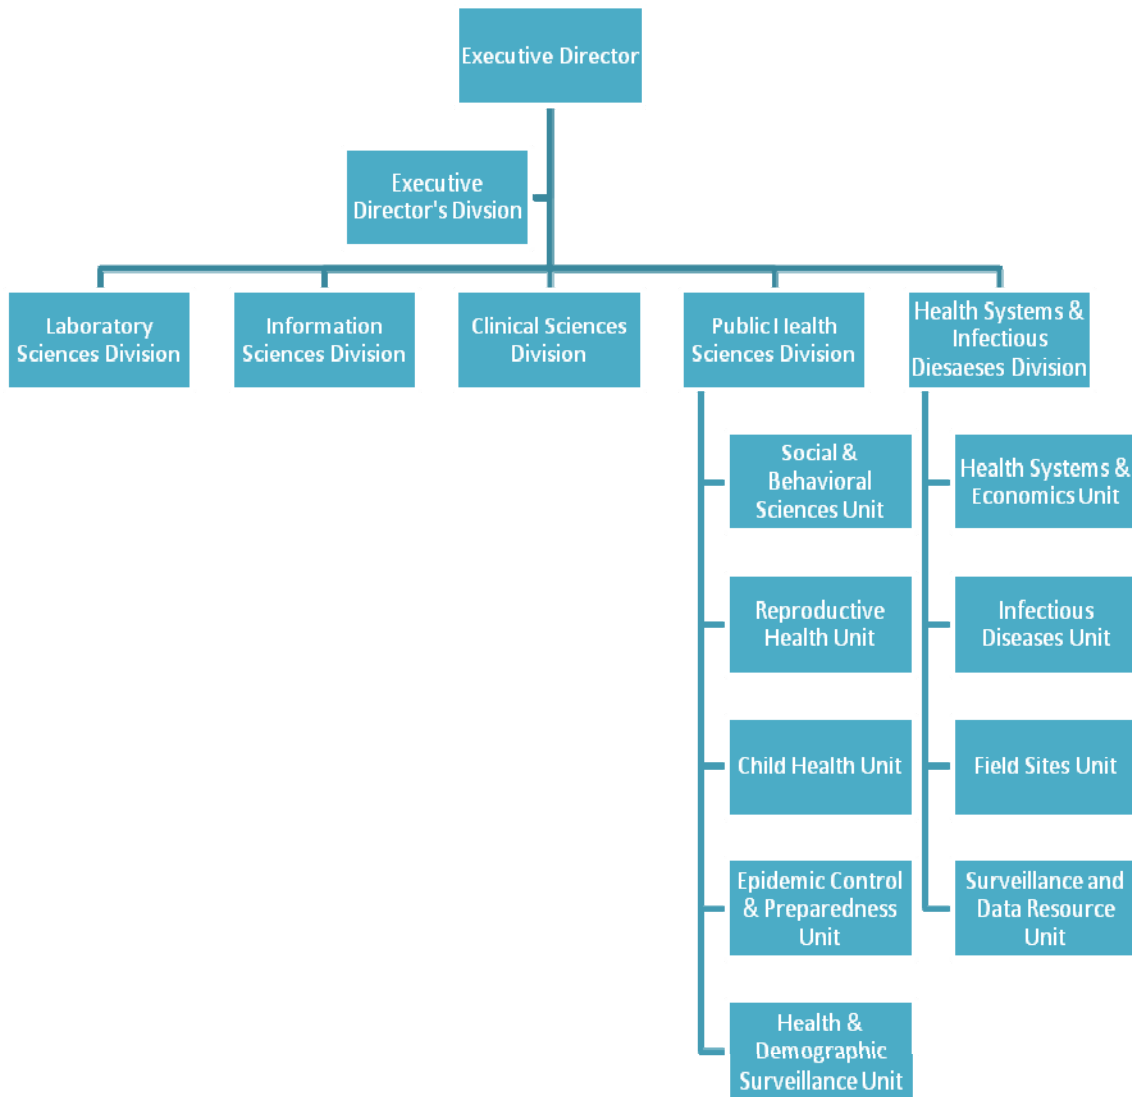 Executive Director
Executive
Director's Divsion
Laboratory
Sciences Division
Information
Sciences Division
Clinical Sciences
Division
Public Health
Sciences Division
Health Systems &
Infectious
Diesaeses Division
Social &
Behavioral
Sciences Unit
Reproductive
Health Unit
Child Health Unit
Epidemic Control
& Preparedness
Unit
Health &
Demographic
Surveillance Unit
Health Systems &
Economics Unit
Infectious
Diseases Unit
Field Sites Unit
Surveillance and
Data Resource
Unit